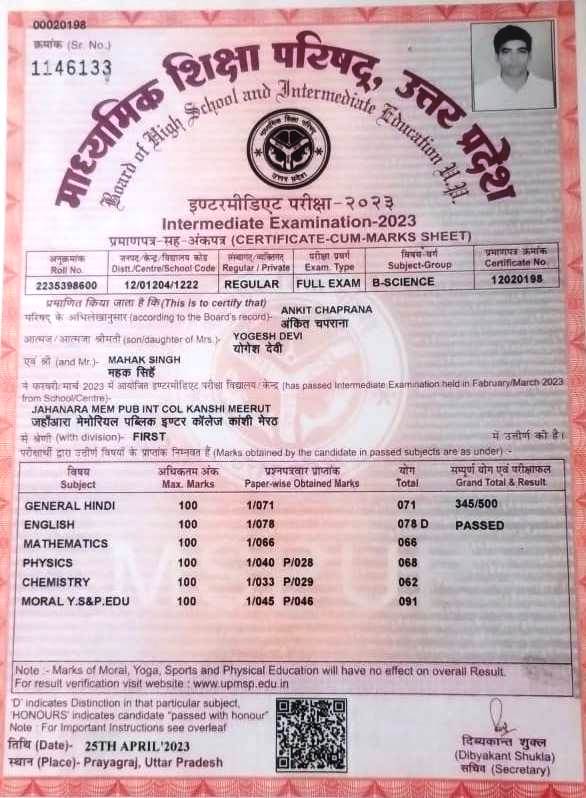 00020198
क्रमांक (Sr. No.)
1146133
माध्यमिक शिक्षा परिषद, उत्तर प्रदेश
Board of High School and Intermediate Education U.P.
माध्यमिक शिक्षा परिषद
उत्तर प्रदेश
इण्टरमीडिएट परीक्षा-२०२३
Intermediate Examination-2023
प्रमाणपत्र-सह-अंकपत्र (CERTIFICATE-CUM-MARKS SHEET)
अनुक्रमांक जनपद/केन्द्र/विद्यालय कोड संस्थागत/व्यक्तिगत परीक्षा प्रवर्ग विषय-वर्ग प्रमाणपत्र क्रमांक
Roll No. Distt./Centre/School Code Regular / Private Exam. Type Subject-Group Certificate No.
2235398600 12/01204/1222 REGULAR FULL EXAM B-SCIENCE 12020198
प्रमाणित किया जाता है कि (This is to certify that)
परिषद् के अभिलेखानुसार (according to the Board's record)- ANKIT CHAPRANA
अंकित चपराना
आत्मज/आत्मजा श्रीमती (son/daughter of Mrs.)- YOGESH DEVI
योगेश देवी
एवं श्री (and Mr.)- MAHAK SINGH
महक सिहँ
ने फरवरी/मार्च 2023 में आयोजित इण्टरमीडिएट परीक्षा विद्यालय/केन्द्र (has passed Intermediate Examination held in Fabruary/March 2023
from School/Centre)-
JAHANARA MEM PUB INT COL KANSHI MEERUT
जहाँआरा मेमोरियल पब्लिक इण्टर कॉलेज कांशी मेरठ
में श्रेणी (with division)- FIRST में उत्तीर्ण की है।
परीक्षार्थी द्वारा उत्तीर्ण विषयों के प्राप्तांक निम्नवत हैं (Marks obtained by the candidate in passed subjects are as under) :-
विषय अधिकतम अंक प्रश्नपत्रवार प्राप्तांक योग सम्पूर्ण योग एवं परीक्षाफल
Subject Max. Marks Paper-wise Obtained Marks Total Grand Total & Result
GENERAL HINDI 100 1/071 071 345/500
ENGLISH 100 1/078 078 D PASSED
MATHEMATICS 100 1/066 066
PHYSICS 100 1/040 P/028 068
CHEMISTRY 100 1/033 P/029 062
MORAL Y.S&P.EDU 100 1/045 P/046 091
Note :- Marks of Moral, Yoga, Sports and Physical Education will have no effect on overall Result.
For result verification visit website : www.upmsp.edu.in
'D' indicates Distinction in that particular subject,
'HONOURS' indicates candidate "passed with honour"
Note : For Important Instructions see overleaf
तिथि (Date)- 25TH APRIL'2023
स्थान (Place)- Prayagraj, Uttar Pradesh
दिव्यकान्त शुक्ल
(Dibyakant Shukla)
सचिव (Secretary)